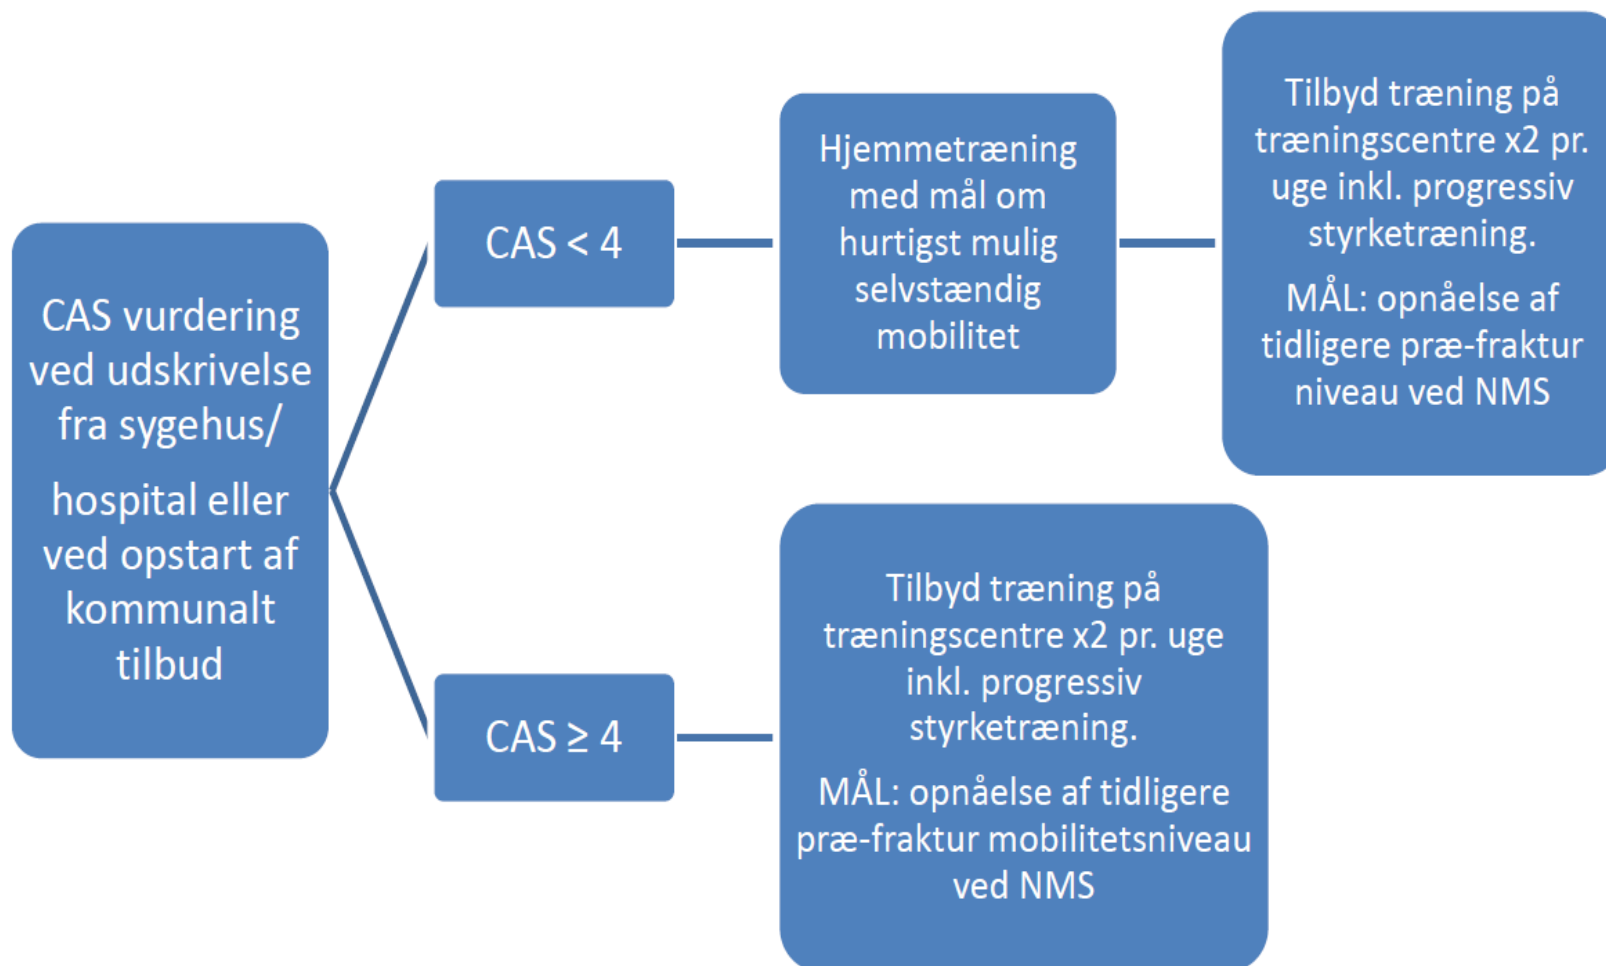 CAS vurdering
ved udskrivelse
fra sygehus/
hospital eller
ved opstart af
kommunalt
tilbud
CAS < 4
Hjemmetræning
med mål om
hurtigst mulig
selvstændig
mobilitet
Tilbyd træning på
træningscentre x2 pr.
uge inkl. progressiv
styrketræning.
MÅL: opnåelse af
tidligere præ-fraktur
niveau ved NMS
CAS ≥ 4
Tilbyd træning på
træningscentre x2 pr. uge
inkl. progressiv
styrketræning.
MÅL: opnåelse af tidligere
præ-fraktur mobilitetsniveau
ved NMS